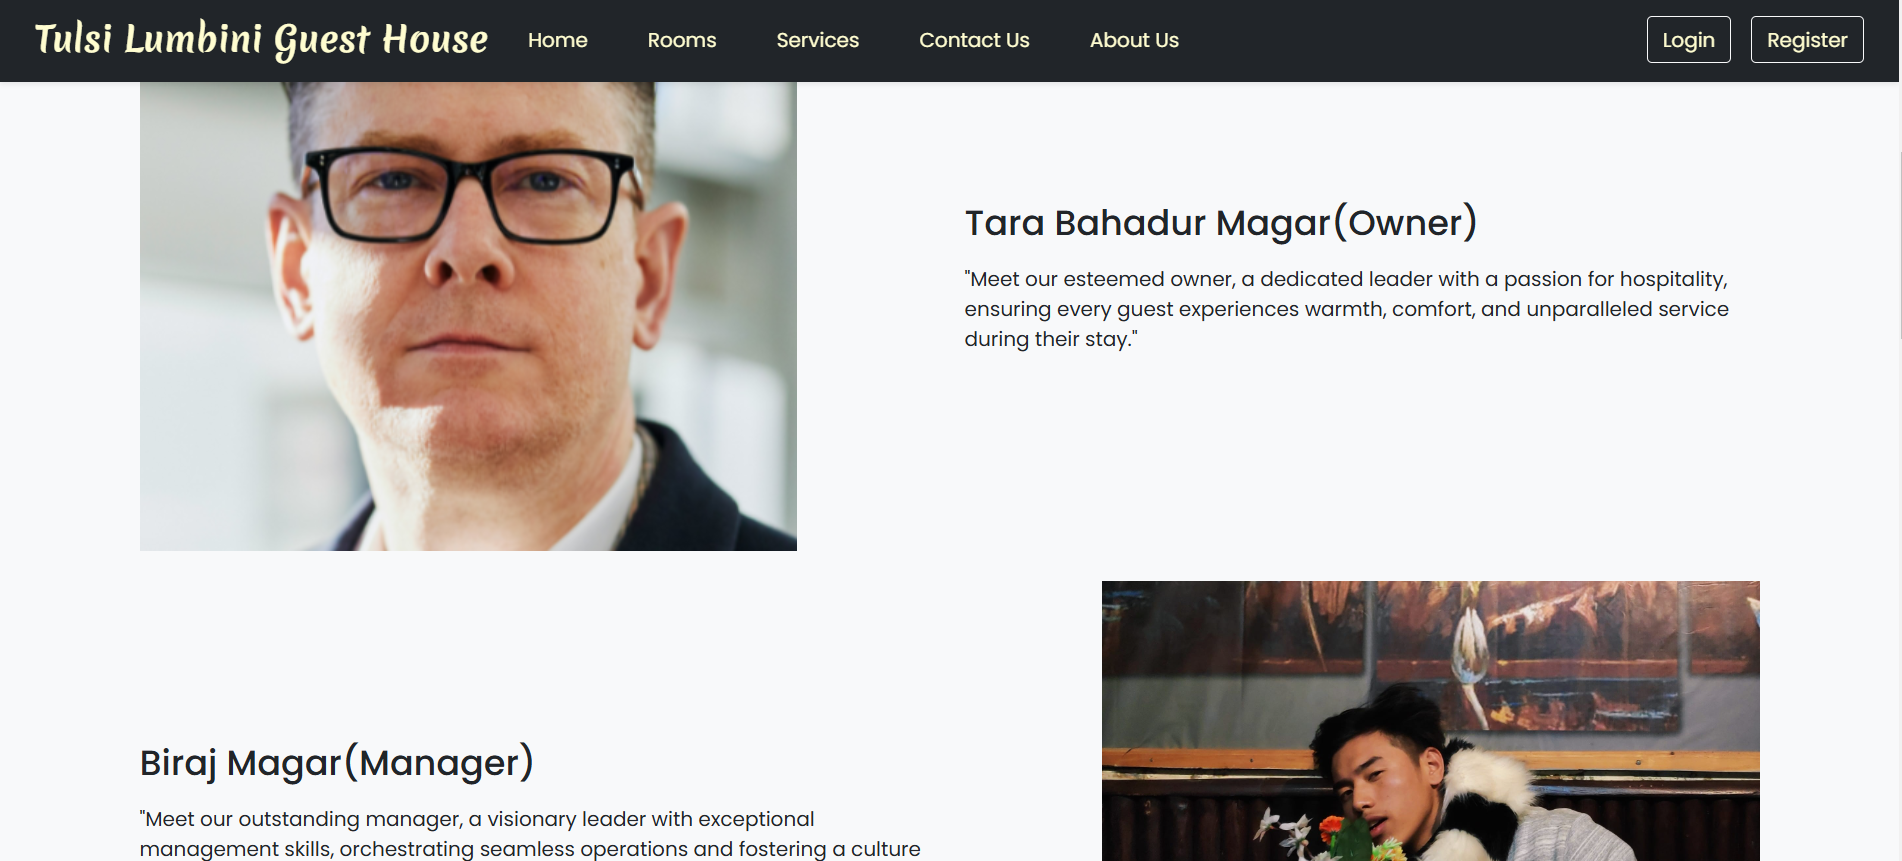 Tulsi Lumbini Guest House Home Rooms Services Contact Us About Us Login Register
Tara Bahadur Magar(Owner)
"Meet our esteemed owner, a dedicated leader with a passion for hospitality,
ensuring every guest experiences warmth, comfort, and unparalleled service
during their stay."
Biraj Magar(Manager)
"Meet our outstanding manager, a visionary leader with exceptional
management skills, orchestrating seamless operations and fostering a culture